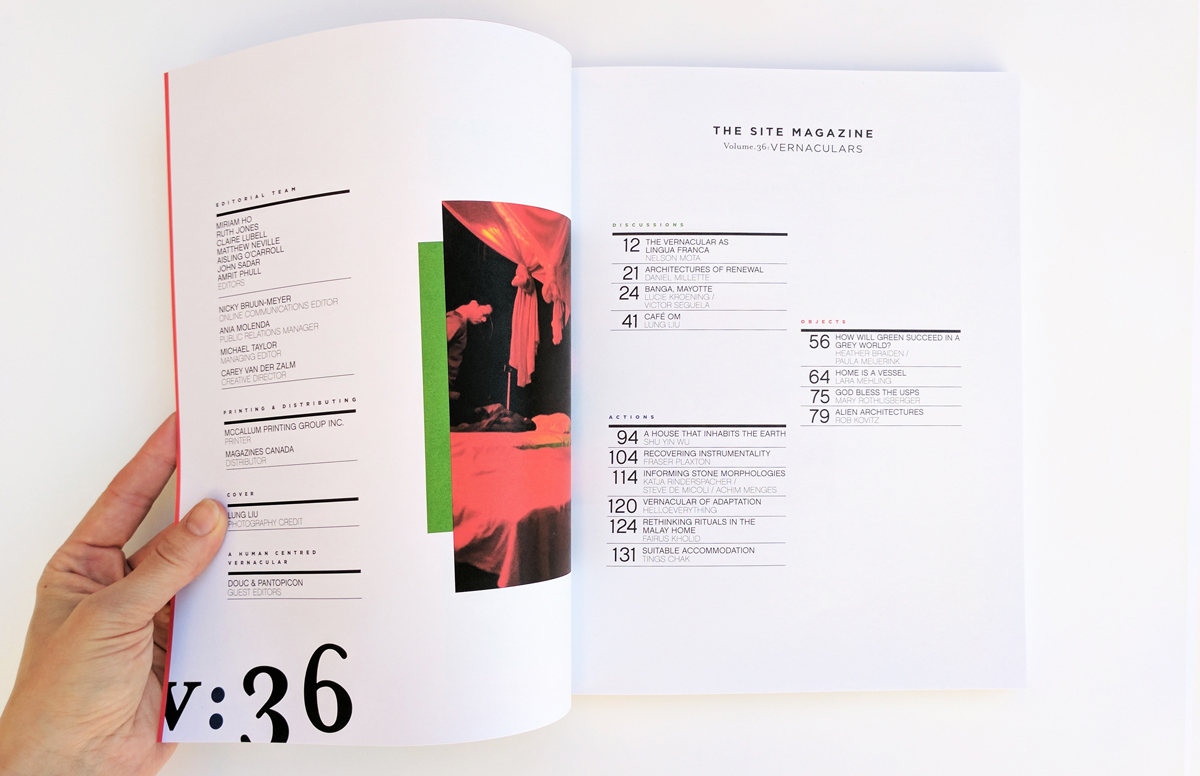 EDITORIAL TEAM
MIRIAM HO
RUTH JONES
CLAIRE LUBELL
MATTHEW NEVILLE
AISLING O'CARROLL
JOHN SADAR
AMRIT PHULL
EDITORS
NICKY BRUUN-MEYER
ONLINE COMMUNICATIONS EDITOR
ANIA MOLENDA
PUBLIC RELATIONS MANAGER
MICHAEL TAYLOR
MANAGING EDITOR
CAREY VAN DER ZALM
CREATIVE DIRECTOR
PRINTING & DISTRIBUTING
MCCALLUM PRINTING GROUP INC.
PRINTER
MAGAZINES CANADA
DISTRIBUTOR
COVER
LUNG LIU
PHOTOGRAPHY CREDIT
A HUMAN CENTRED
VERNACULAR
DOUC & PANTOPICON
GUEST EDITORS
v:36
THE SITE MAGAZINE
Volume.36:VERNACULARS
DISCUSSIONS
12 THE VERNACULAR AS
LINGUA FRANCA
NELSON MOTA
21 ARCHITECTURES OF RENEWAL
DANIEL MILLETTE
24 BANGA, MAYOTTE
LUCIE KROENING /
VICTOR SEGUELA
41 CAFÉ OM
LUNG LIU
ACTIONS
94 A HOUSE THAT INHABITS THE EARTH
SHU YIN WU
104 RECOVERING INSTRUMENTALITY
FRASER PLAXTON
114 INFORMING STONE MORPHOLOGIES
KATJA RINDERSPACHER /
STEVE DE MICOLI / ACHIM MENGES
120 VERNACULAR OF ADAPTATION
HELLOEVERYTHING
124 RETHINKING RITUALS IN THE
MALAY HOME
FAIRUS KHOLID
131 SUITABLE ACCOMMODATION
TINGS CHAK
OBJECTS
56 HOW WILL GREEN SUCCEED IN A
GREY WORLD?
HEATHER BRAIDEN /
PAULA MEIJERINK
64 HOME IS A VESSEL
LARA MEHLING
75 GOD BLESS THE USPS
MARY ROTHLISBERGER
79 ALIEN ARCHITECTURES
ROB KOVITZ